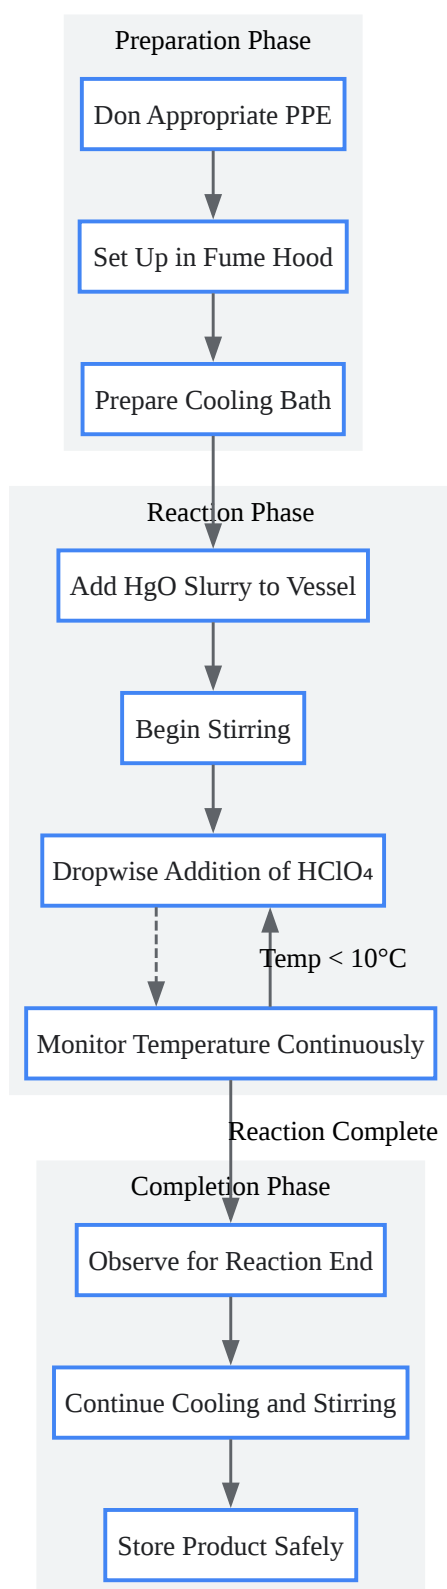 Preparation Phase
Don Appropriate PPE
Set Up in Fume Hood
Prepare Cooling Bath
Reaction Phase
Add HgO Slurry to Vessel
Begin Stirring
Dropwise Addition of HClO₄
Temp < 10°C
Monitor Temperature Continuously
Reaction Complete
Completion Phase
Observe for Reaction End
Continue Cooling and Stirring
Store Product Safely